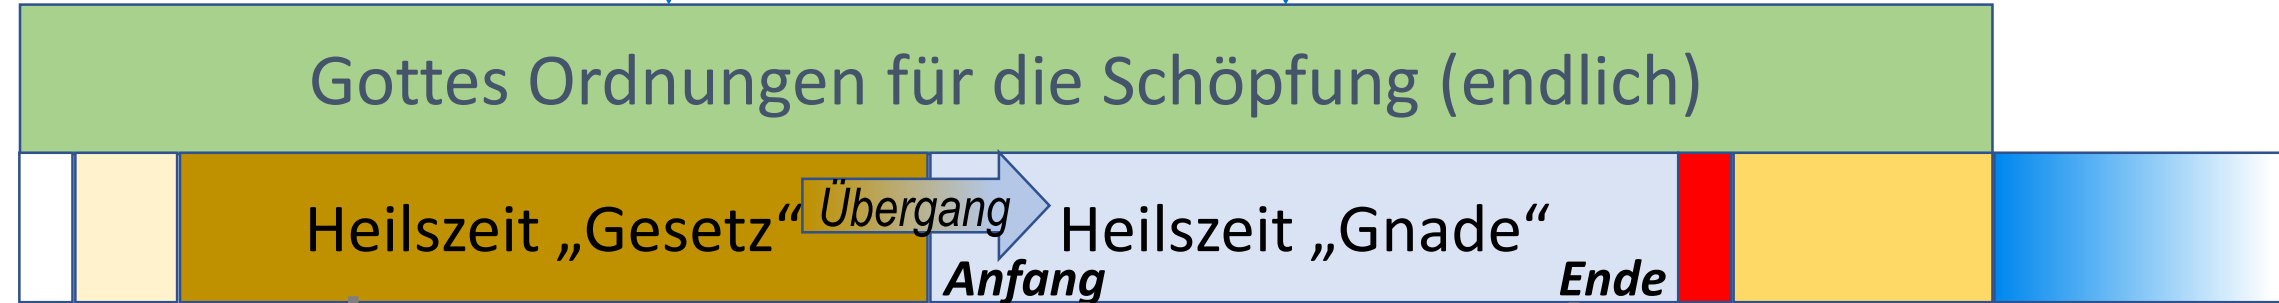 Gottes Ordnungen für die Schöpfung (endlich)
Heilszeit „Gesetz“ Übergang Heilszeit „Gnade“
Anfang Ende